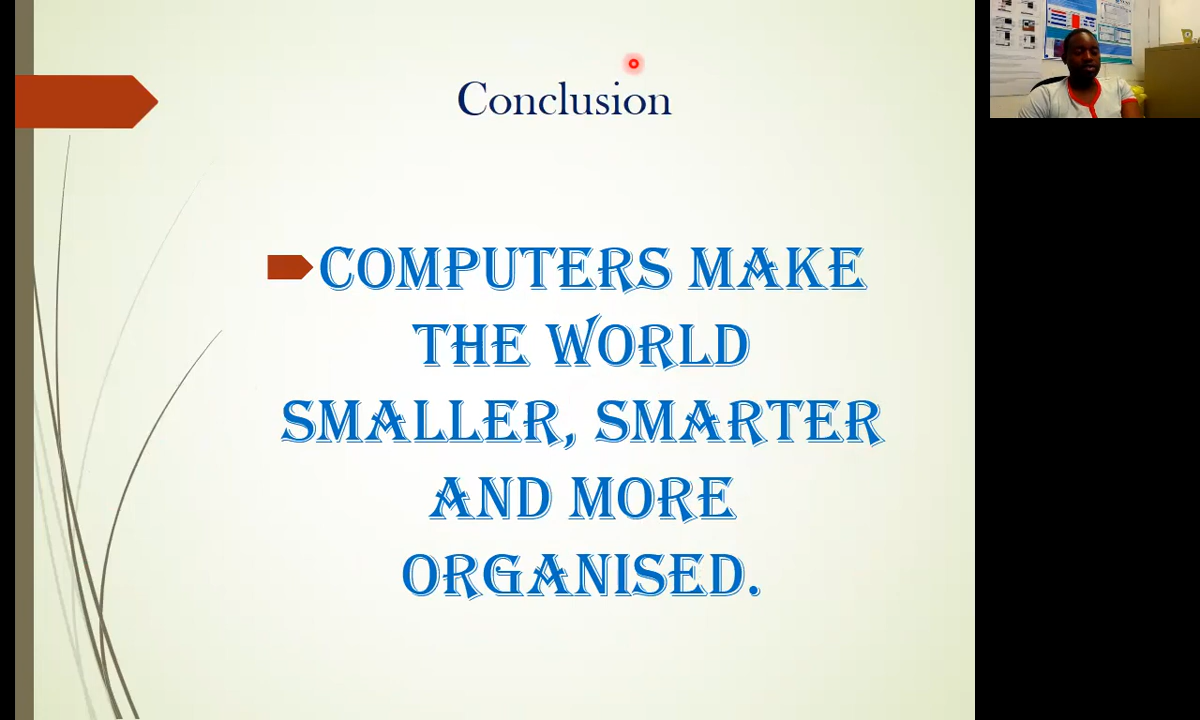 Conclusion
COMPUTERS MAKE
THE WORLD
SMALLER, SMARTER
AND MORE
ORGANISED.